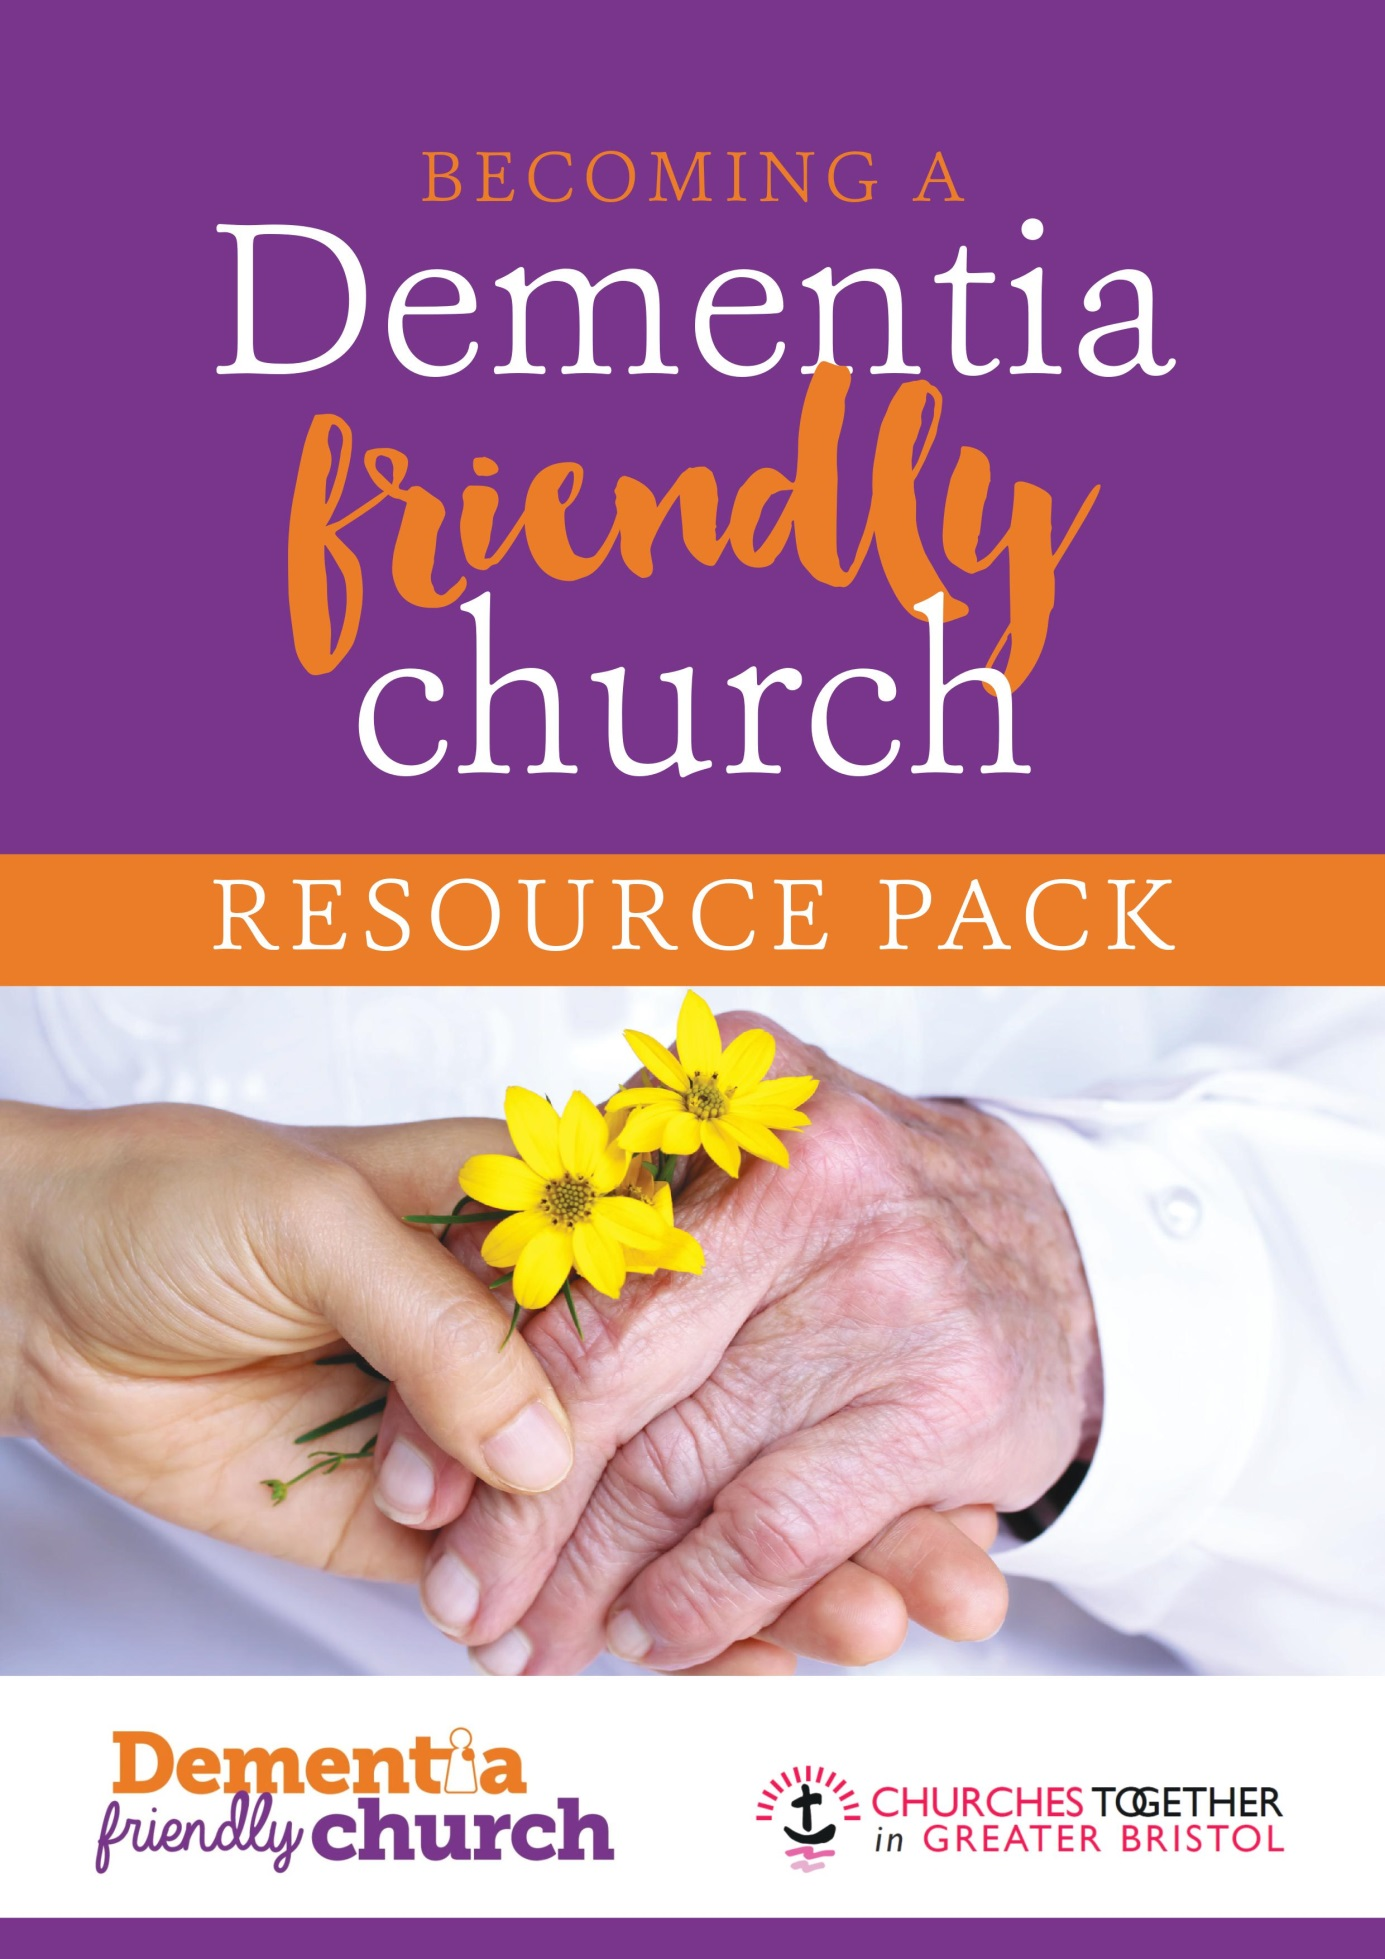 BECOMING A
Dementia
friendly
church
RESOURCE PACK
Dementia
friendly church
CHURCHES TOGETHER
in GREATER BRISTOL